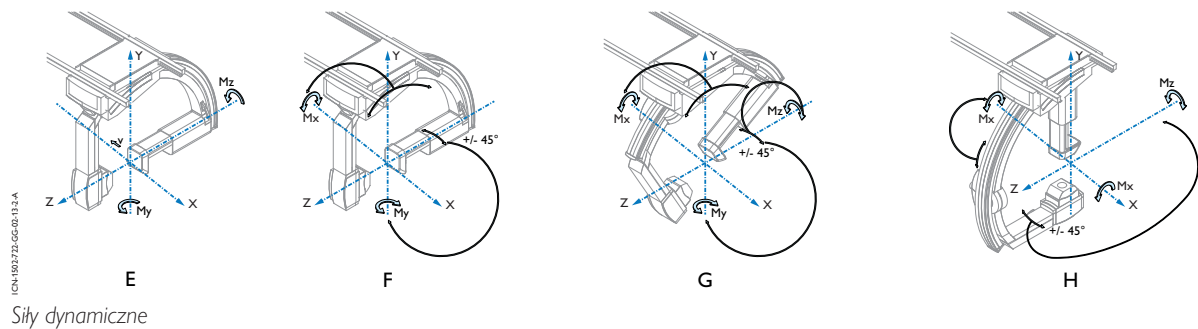 Y
Mz
v
Z
X
My
E
Y
Mx
+/- 45°
Z
X
My
F
Y
Mx
Mz
+/- 45°
Z
X
My
G
Y
Mz
Mx
Z
Mx
X
+/- 45°
H
ICN-1502-722-GG-02-13-2-A
Siły dynamiczne